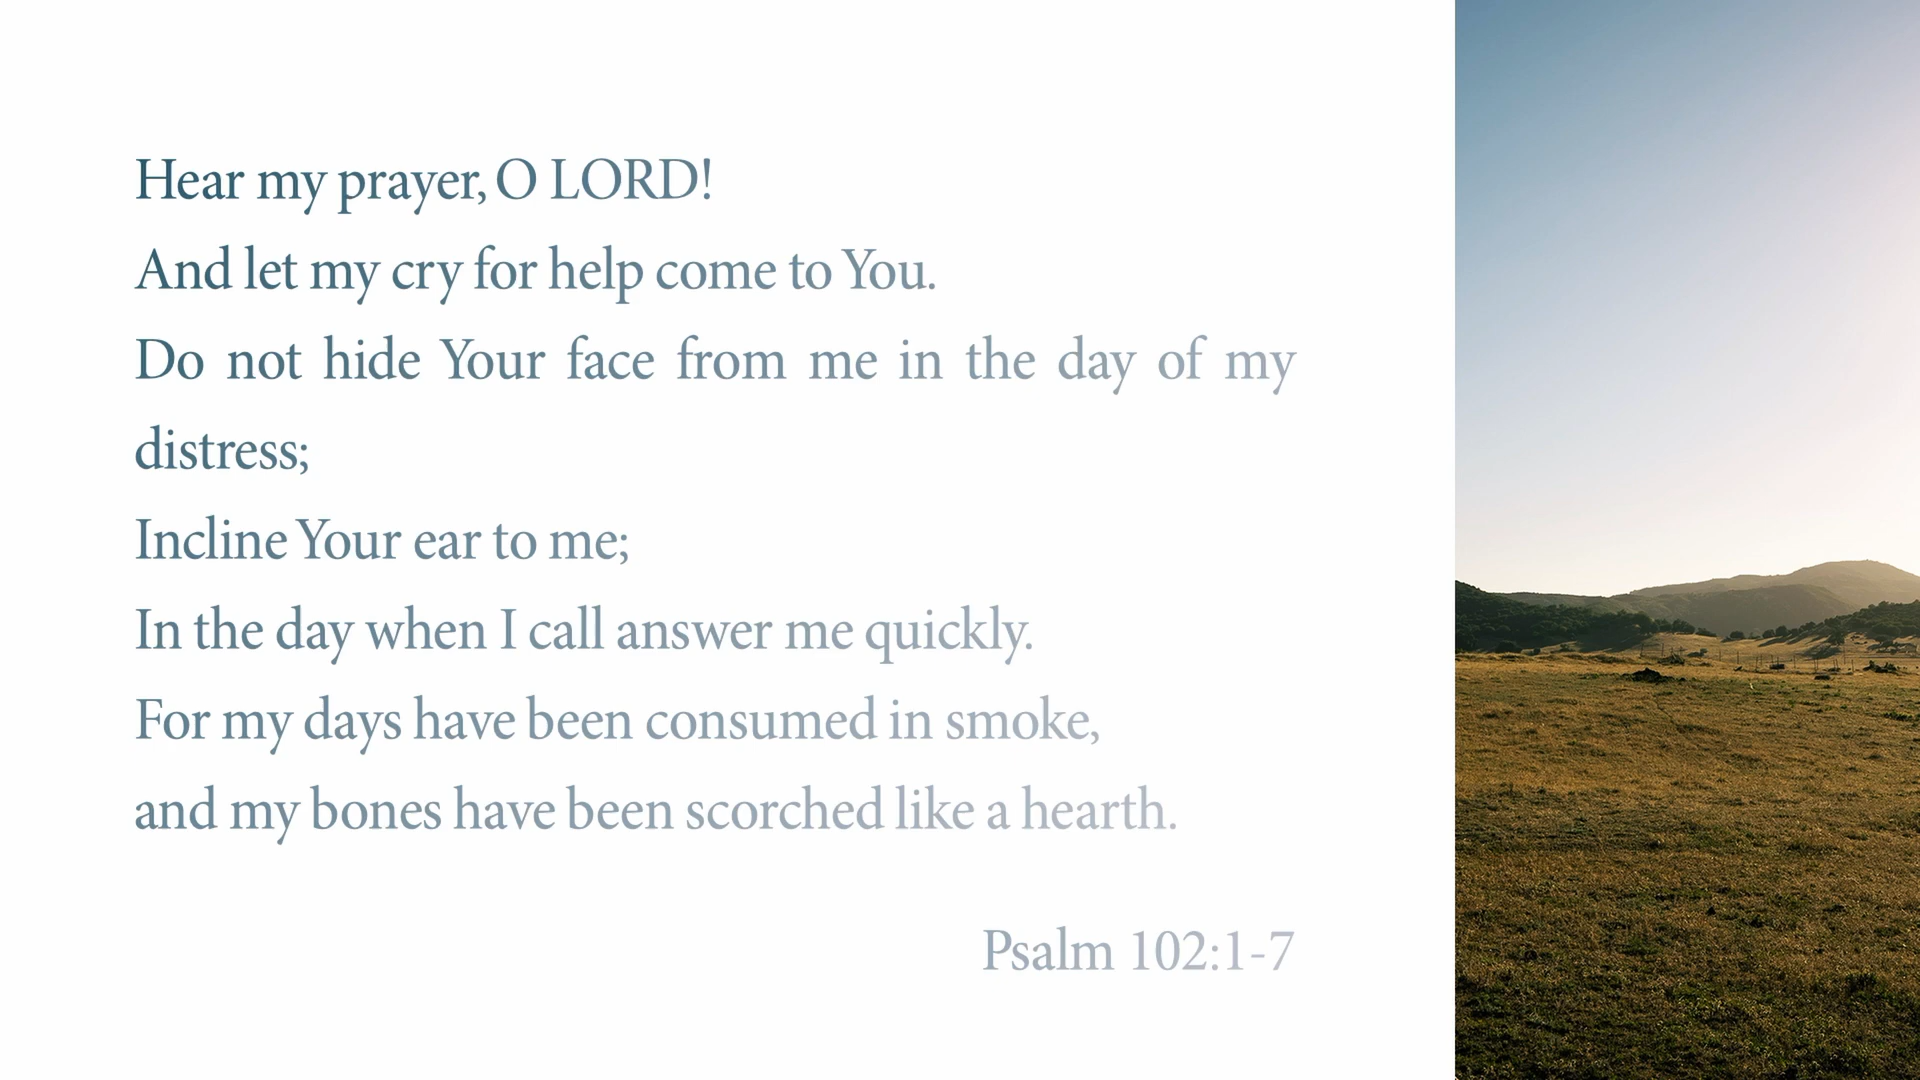 Hear my prayer, O LORD!
And let my cry for help come to You.
Do not hide Your face from me in the day of my
distress;
Incline Your ear to me;
In the day when I call answer me quickly.
For my days have been consumed in smoke,
and my bones have been scorched like a hearth.
Psalm 102:1-7